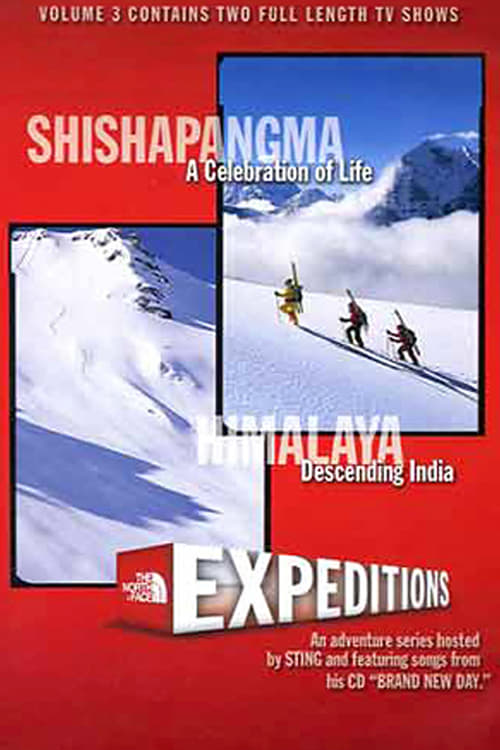 VOLUME 3 CONTAINS TWO FULL LENGTH TV SHOWS
SHISHAPANGMA
A Celebration of Life
HIMALAYA
Descending India
THE
NORTH
FACE
EXPEDITIONS
An adventure series hosted
by STING and featuring songs from
his CD "BRAND NEW DAY."